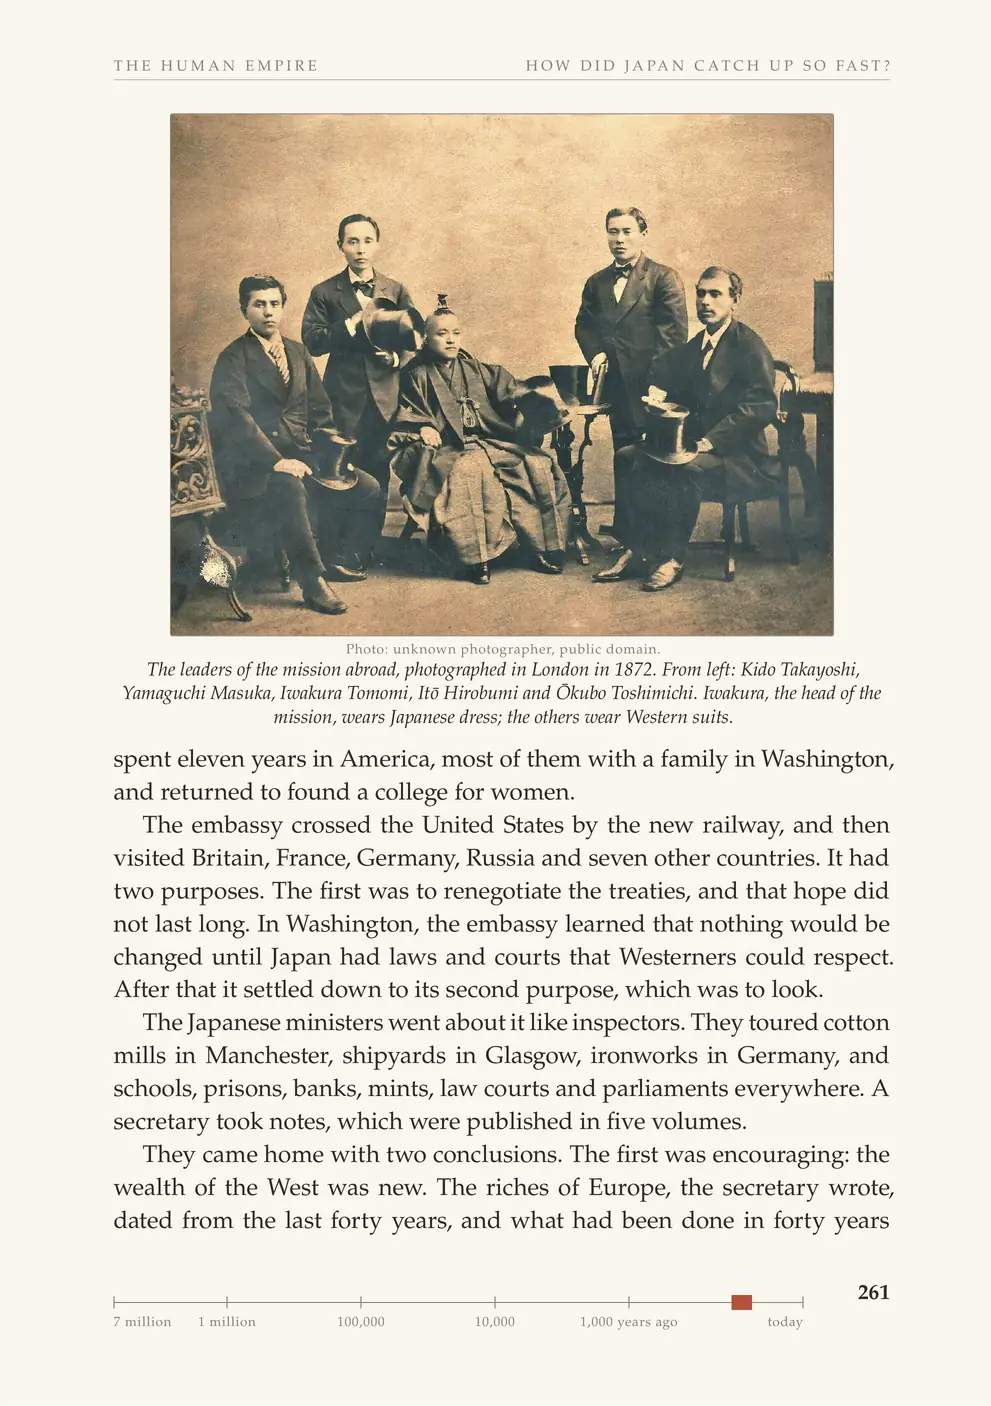 THE HUMAN EMPIRE
HOW DID JAPAN CATCH UP SO FAST?
Photo: unknown photographer, public domain.
The leaders of the mission abroad, photographed in London in 1872. From left: Kido Takayoshi,
Yamaguchi Masuka, Iwakura Tomomi, Itō Hirobumi and Ōkubo Toshimichi. Iwakura, the head of the
mission, wears Japanese dress; the others wear Western suits.
spent eleven years in America, most of them with a family in Washington,
and returned to found a college for women.
The embassy crossed the United States by the new railway, and then
visited Britain, France, Germany, Russia and seven other countries. It had
two purposes. The first was to renegotiate the treaties, and that hope did
not last long. In Washington, the embassy learned that nothing would be
changed until Japan had laws and courts that Westerners could respect.
After that it settled down to its second purpose, which was to look.
The Japanese ministers went about it like inspectors. They toured cotton
mills in Manchester, shipyards in Glasgow, ironworks in Germany, and
schools, prisons, banks, mints, law courts and parliaments everywhere. A
secretary took notes, which were published in five volumes.
They came home with two conclusions. The first was encouraging: the
wealth of the West was new. The riches of Europe, the secretary wrote,
dated from the last forty years, and what had been done in forty years
261
7 million
1 million
100,000
10,000
1,000 years ago
today